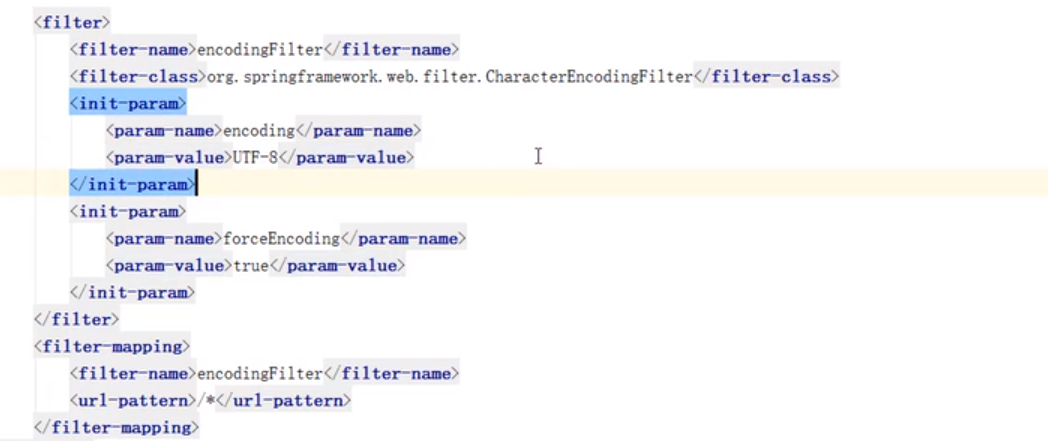 <filter>
<filter-name>encodingFilter</filter-name>
<filter-class>org.springframework.web.filter.CharacterEncodingFilter</filter-class>
<init-param>
<param-name>encoding</param-name>
<param-value>UTF-8</param-value>
</init-param>
<init-param>
<param-name>forceEncoding</param-name>
<param-value>true</param-value>
</init-param>
</filter>
<filter-mapping>
<filter-name>encodingFilter</filter-name>
<url-pattern>/*</url-pattern>
</filter-mapping>